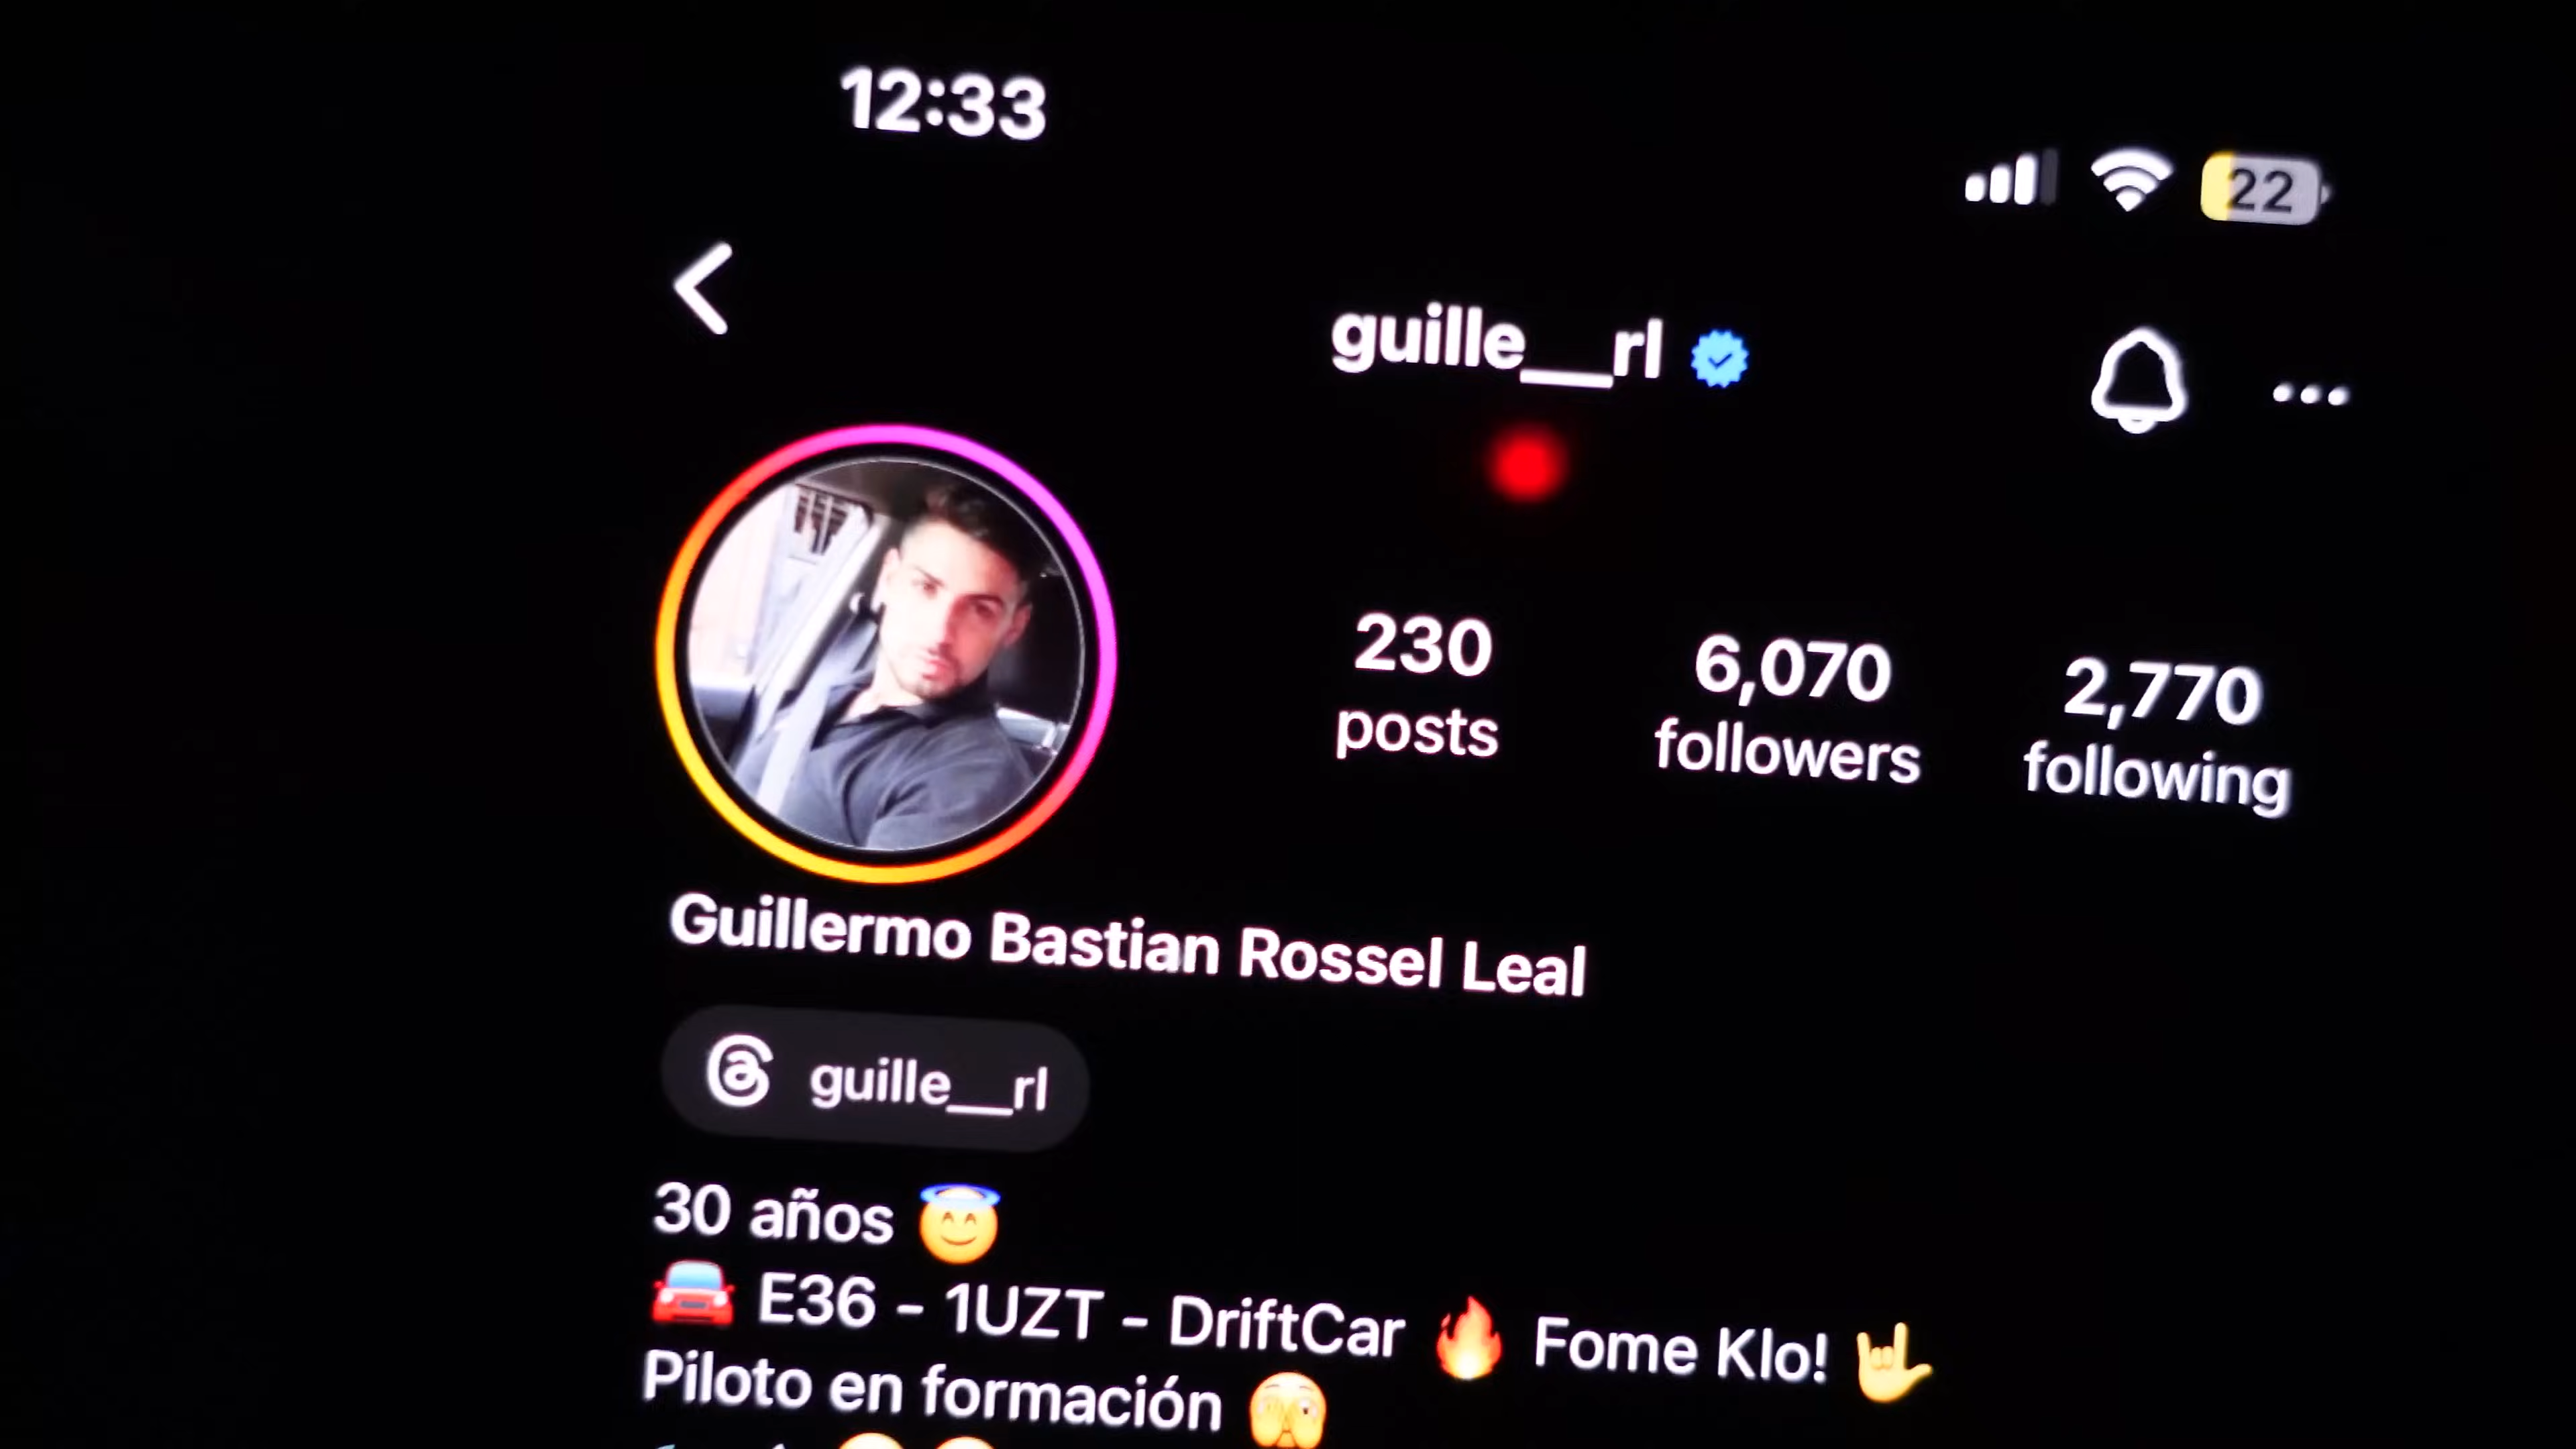 12:33
22
guille__rl
230
posts
6,070
followers
2,770
following
Guillermo Bastian Rossel Leal
guille__rl
30 años 😇
🚘 E36 - 1UZT - DriftCar 🔥 Fome Klo! 🤟
Piloto en formación 🫣